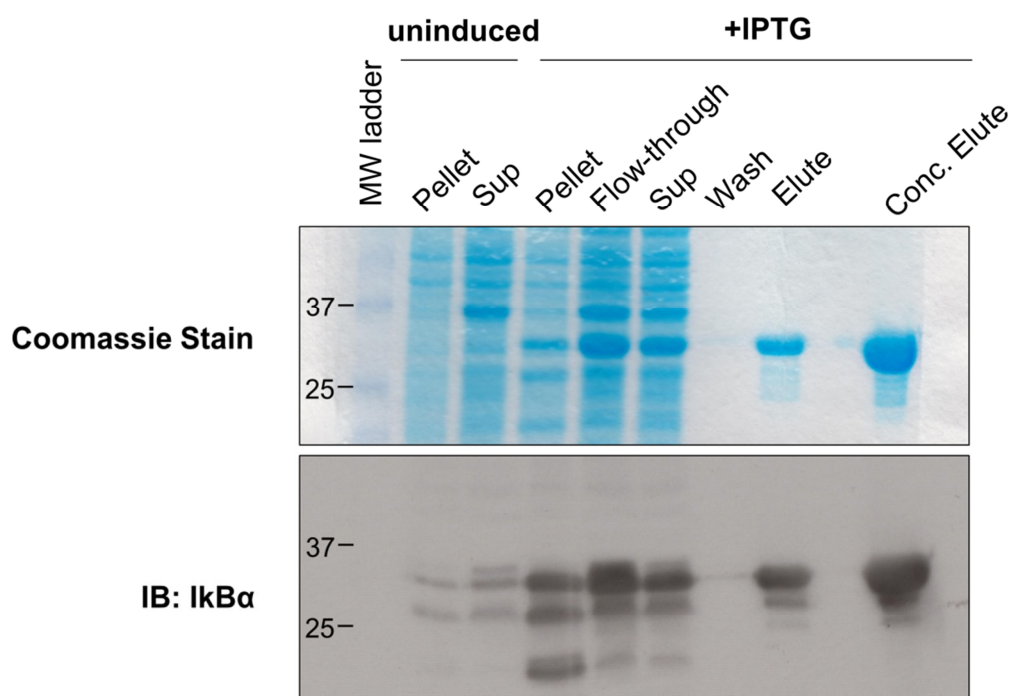 uninduced
+IPTG
MW ladder
Pellet
Sup
Pellet
Flow-through
Sup
Wash
Elute
Conc. Elute
37
Coomassie Stain
25
37
IB: IkBα
25